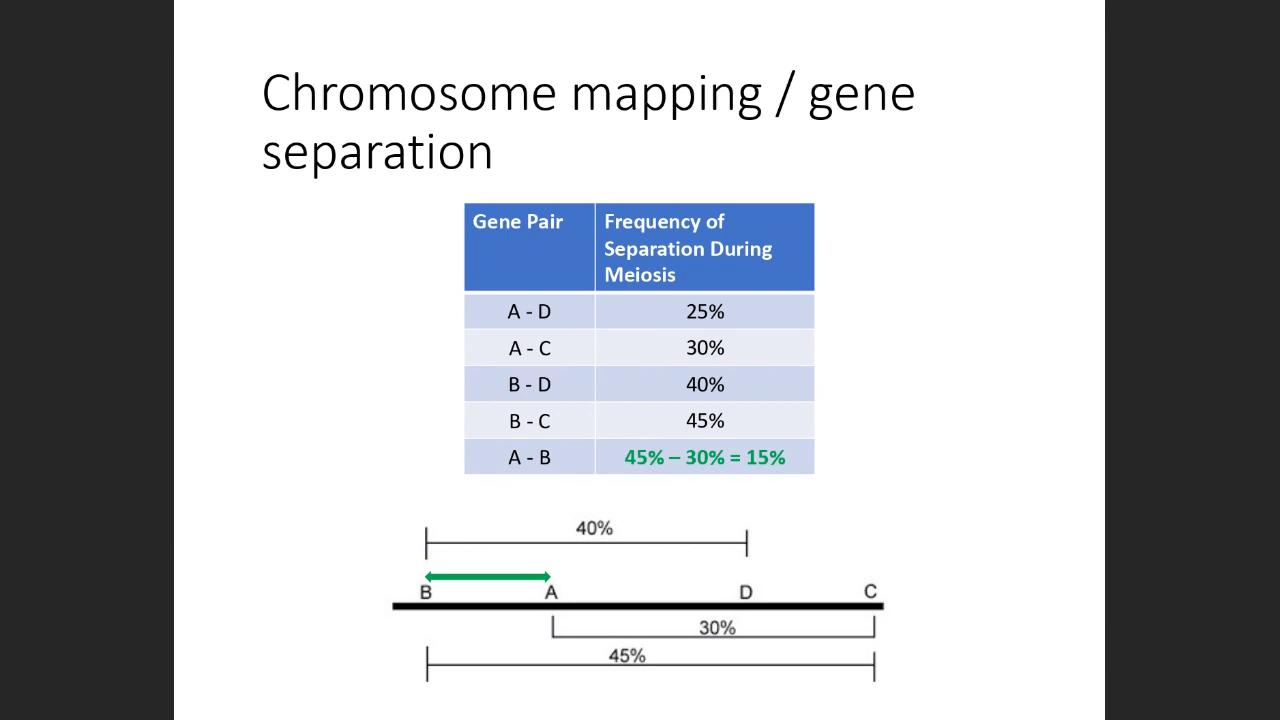 Chromosome mapping / gene
separation
Gene Pair
Frequency of
Separation During
Meiosis
A - D
25%
A - C
30%
B - D
40%
B - C
45%
A - B
45% – 30% = 15%
40%
B
A
D
C
30%
45%